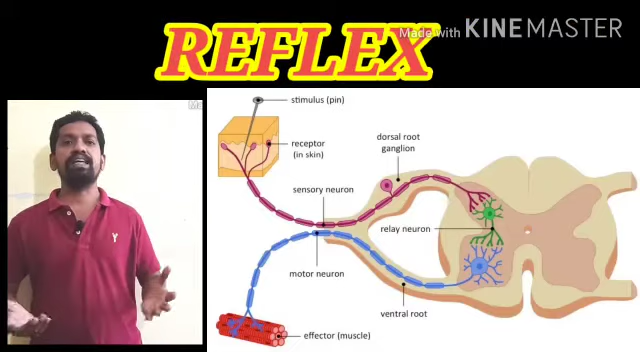 REFLEX
Made with KINEMASTER
stimulus (pin)
receptor
(in skin)
dorsal root
ganglion
sensory neuron
relay neuron
motor neuron
ventral root
effector (muscle)